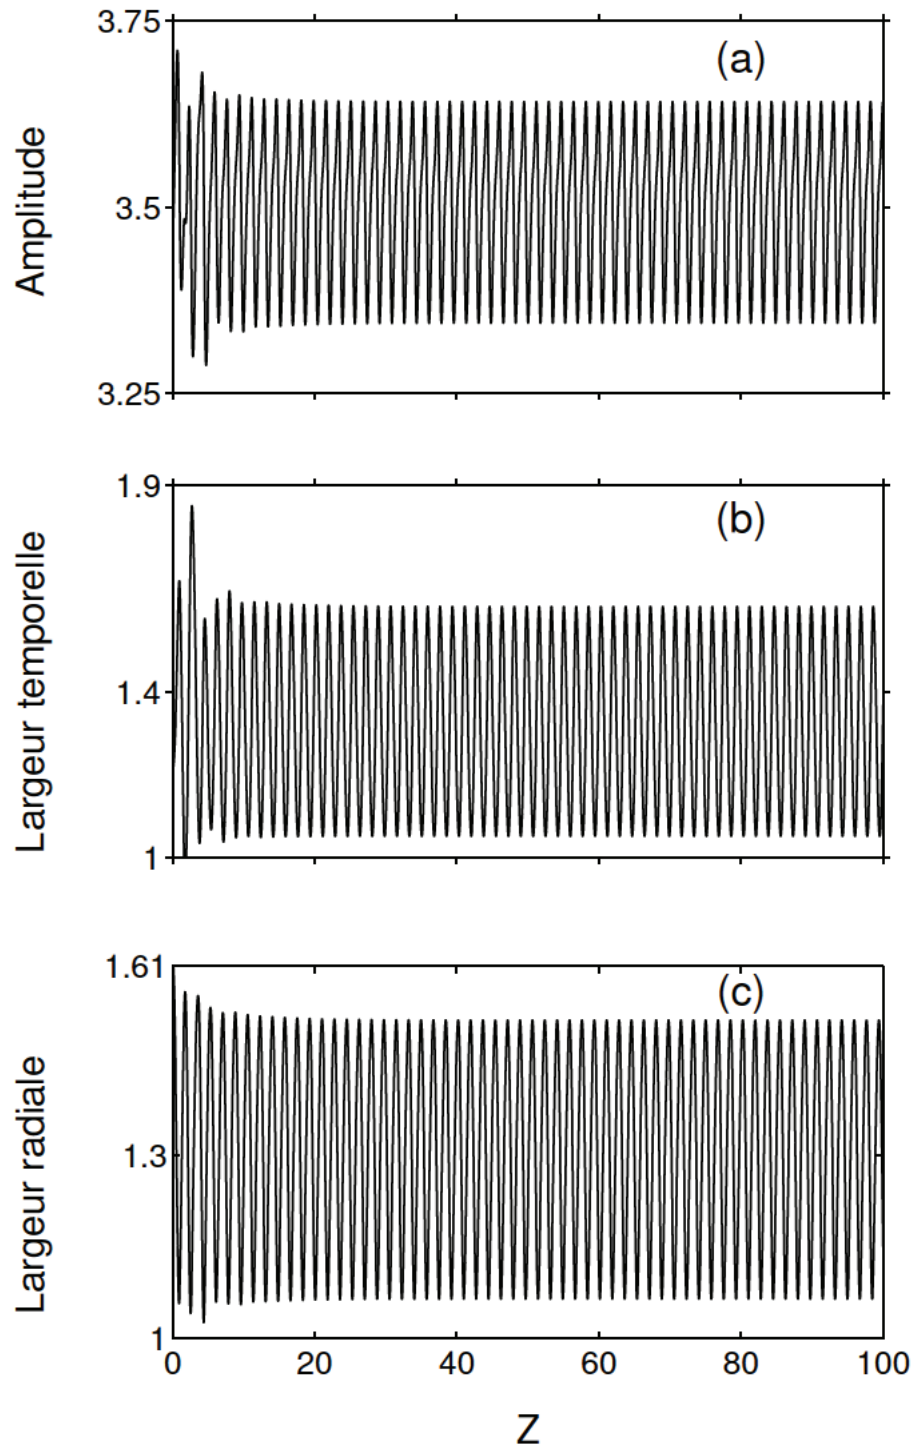 3.75
(a)
3.5
Amplitude
3.25
1.9
(b)
1.4
Largeur temporelle
1
1.61
(c)
1.3
Largeur radiale
1
0 20 40 60 80 100
Z